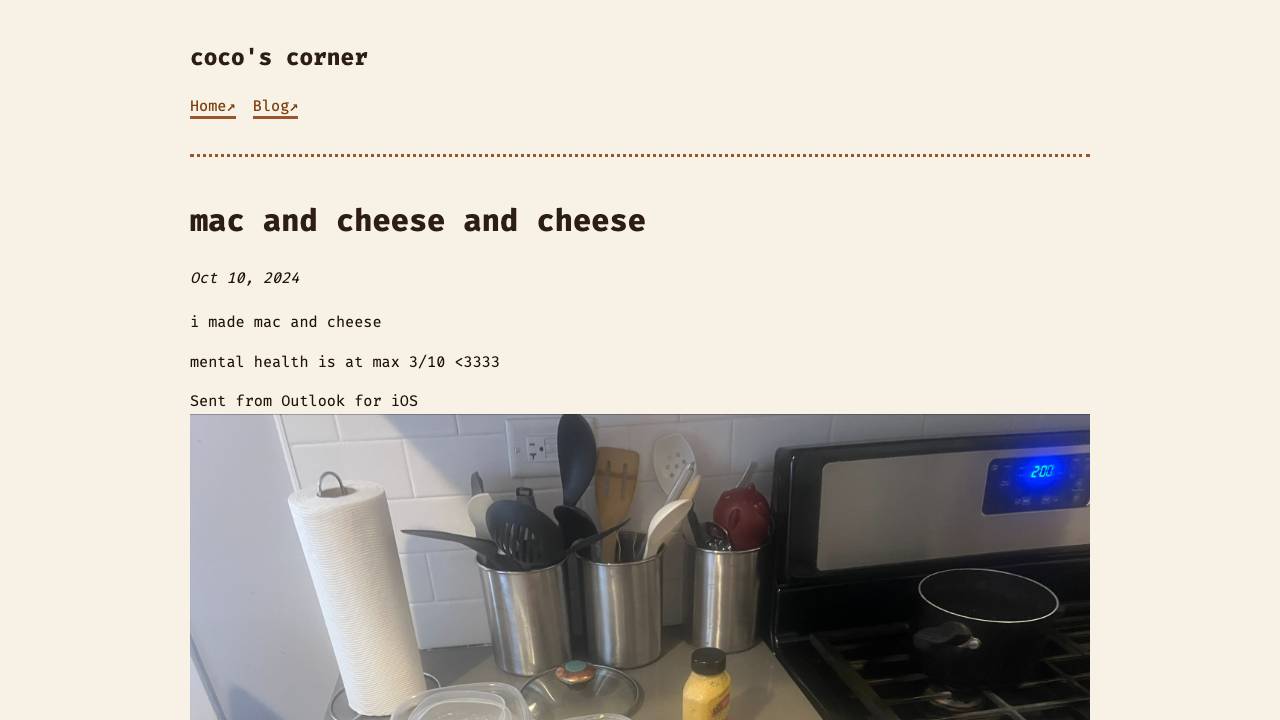 coco's corner
Home↗ Blog↗
mac and cheese and cheese
Oct 10, 2024
i made mac and cheese
mental health is at max 3/10 <3333
Sent from Outlook for iOS
200